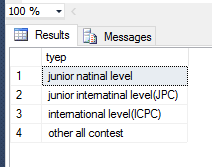 100 %
Results Messages
tyep
1 junior natinal level
2 junior internatinal level(JPC)
3 international level(ICPC)
4 other all contest